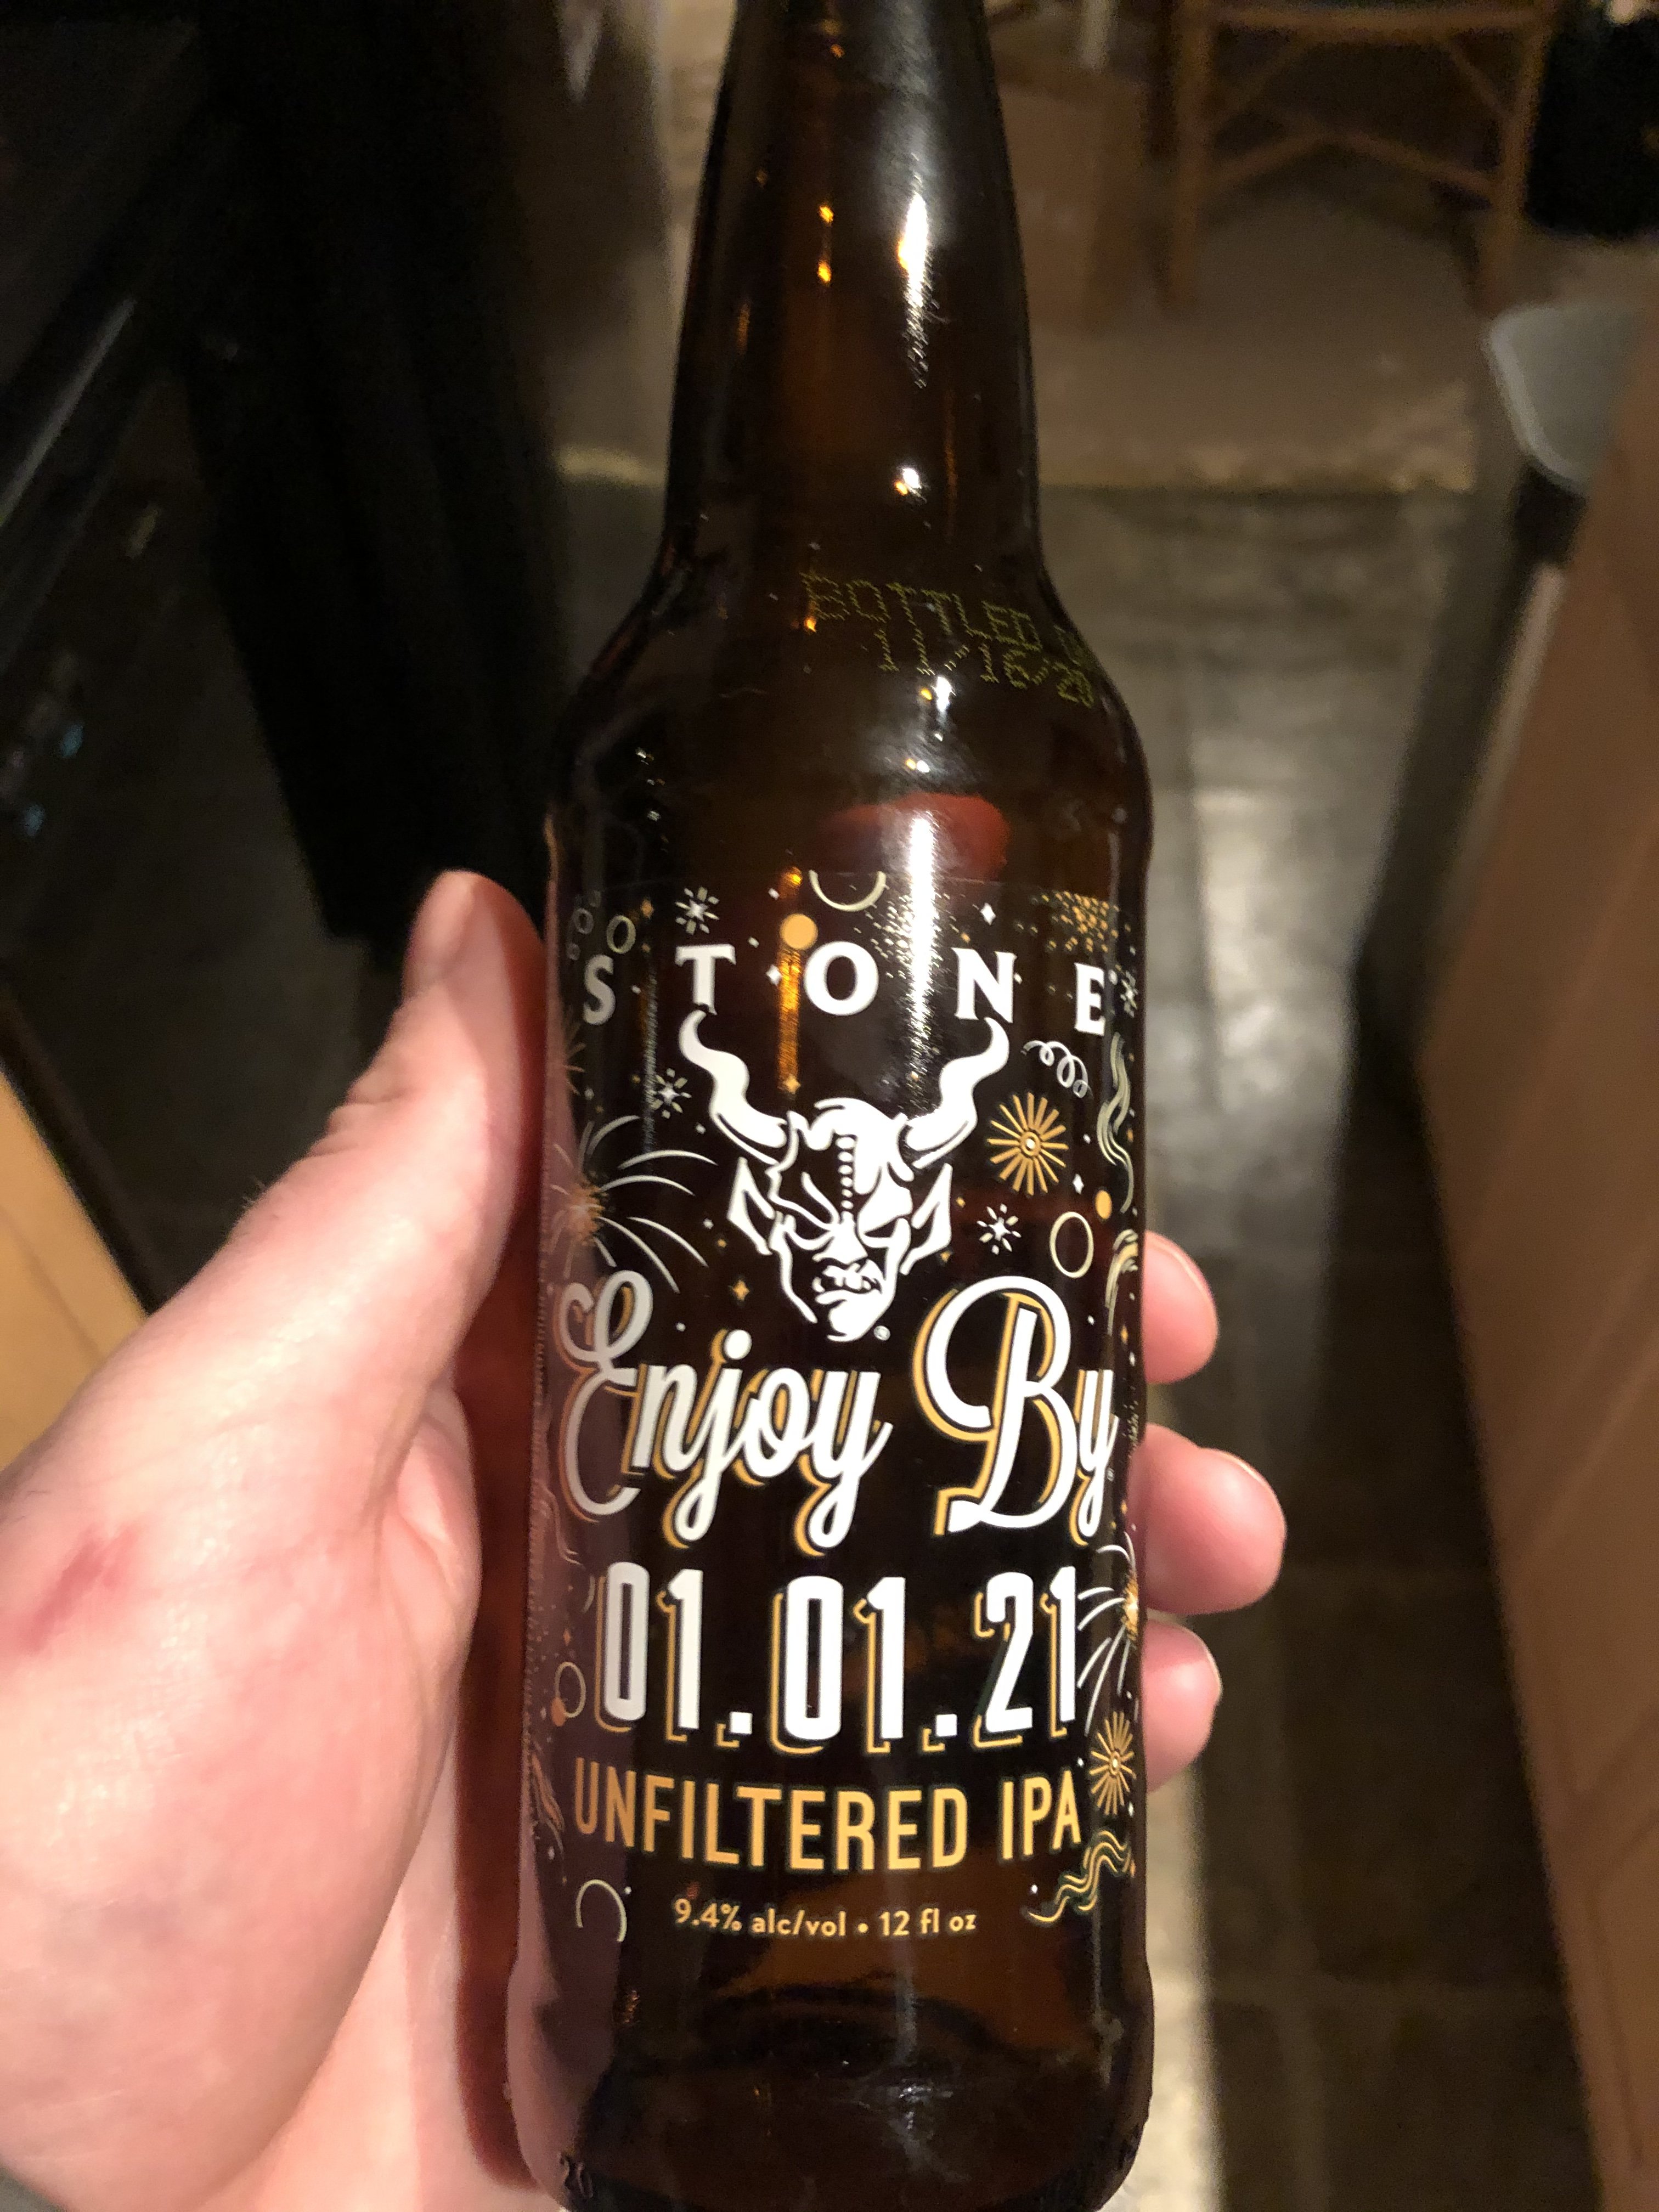 BOTTLED ON
11/16/20
STONE
®
Enjoy By
01.01.21
UNFILTERED IPA
9.4% alc/vol • 12 fl oz
20